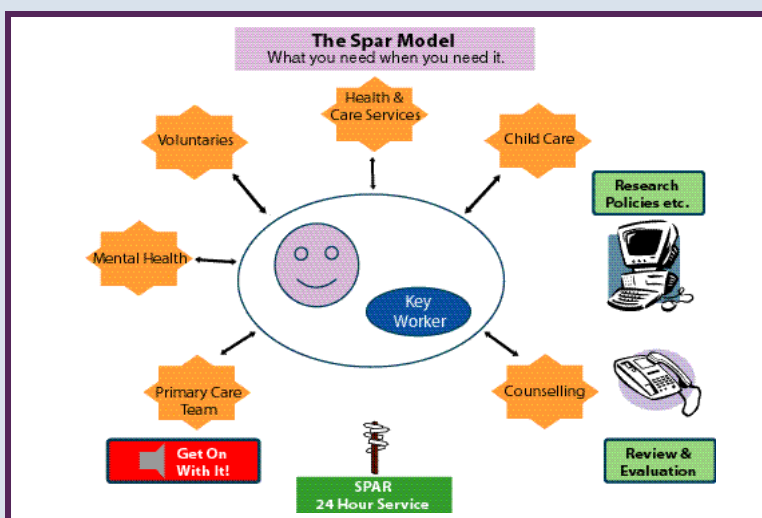 The Spar Model
What you need when you need it.
Health &
Care Services
Voluntaries
Child Care
Research
Policies etc.
Mental Health
Key
Worker
Primary Care
Team
Counselling
Get On
With It!
Review &
Evaluation
SPAR
24 Hour Service